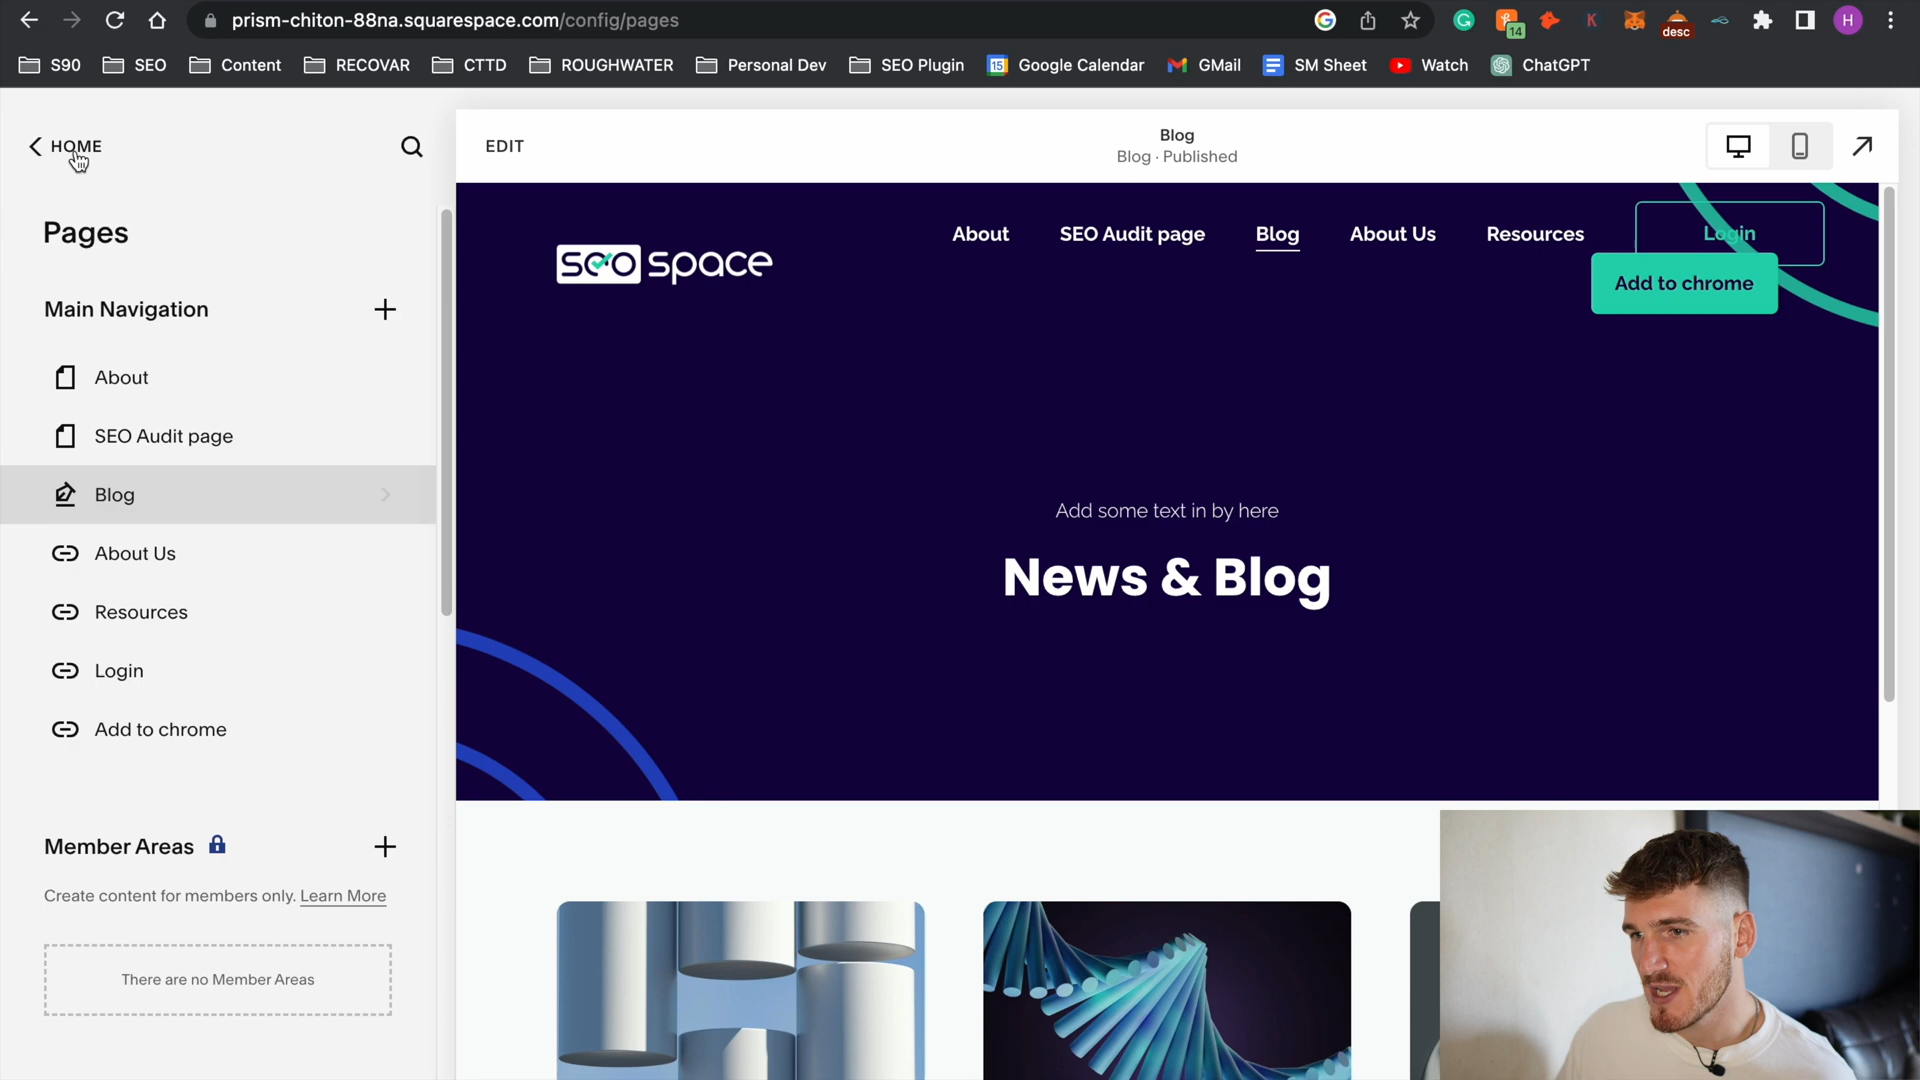 prism-chiton-88na.squarespace.com/config/pages
14
desc
H
S90
SEO
Content
RECOVAR
CTTD
ROUGHWATER
Personal Dev
SEO Plugin
15
Google Calendar
GMail
SM Sheet
Watch
ChatGPT
HOME
EDIT
Blog
Blog · Published
Pages
Main Navigation
About
SEO Audit page
Blog
About Us
Resources
Login
Add to chrome
Member Areas
Create content for members only. Learn More
There are no Member Areas
seo space
About
SEO Audit page
Blog
About Us
Resources
Login
Add to chrome
Add some text in by here
News & Blog